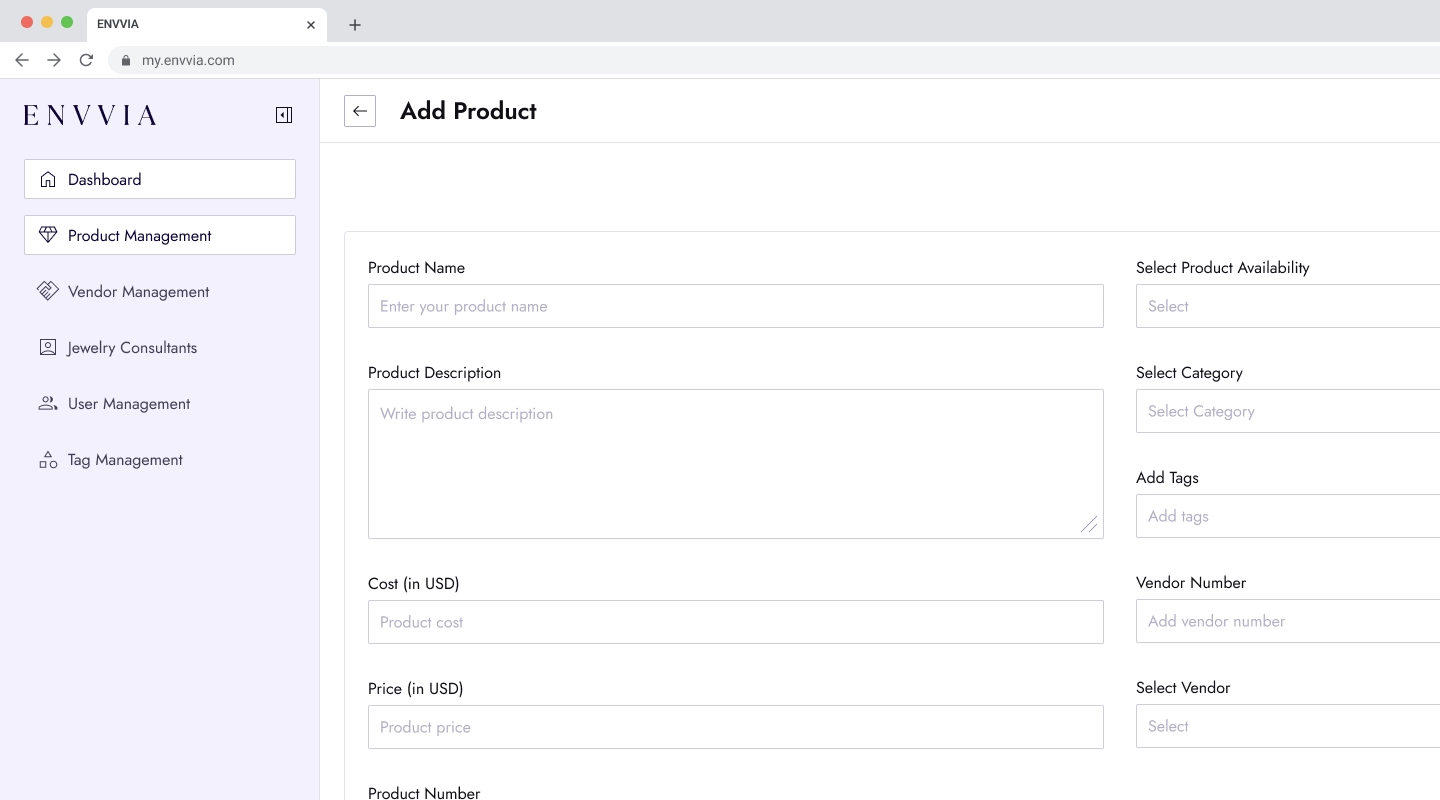 ENVVIA
my.envvia.com
ENVVIA
Dashboard
Product Management
Vendor Management
Jewelry Consultants
User Management
Tag Management
Add Product
Product Name
Enter your product name
Product Description
Write product description
Cost (in USD)
Product cost
Price (in USD)
Product price
Product Number
Select Product Availability
Select
Select Category
Select Category
Add Tags
Add tags
Vendor Number
Add vendor number
Select Vendor
Select